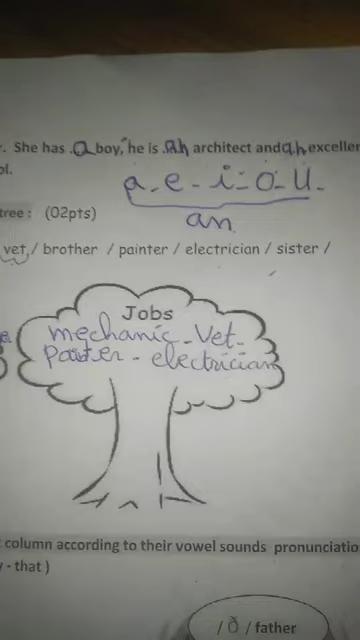 . She has .a boy, he is .an architect and an exceller
ol.
a - e - i - o - u -
an
tree : (02pts)
vet, / brother / painter / electrician / sister /
Jobs
mechanic - Vet -
Painter - electrician
column according to their vowel sounds pronunciatio
- that )
/ ð / father